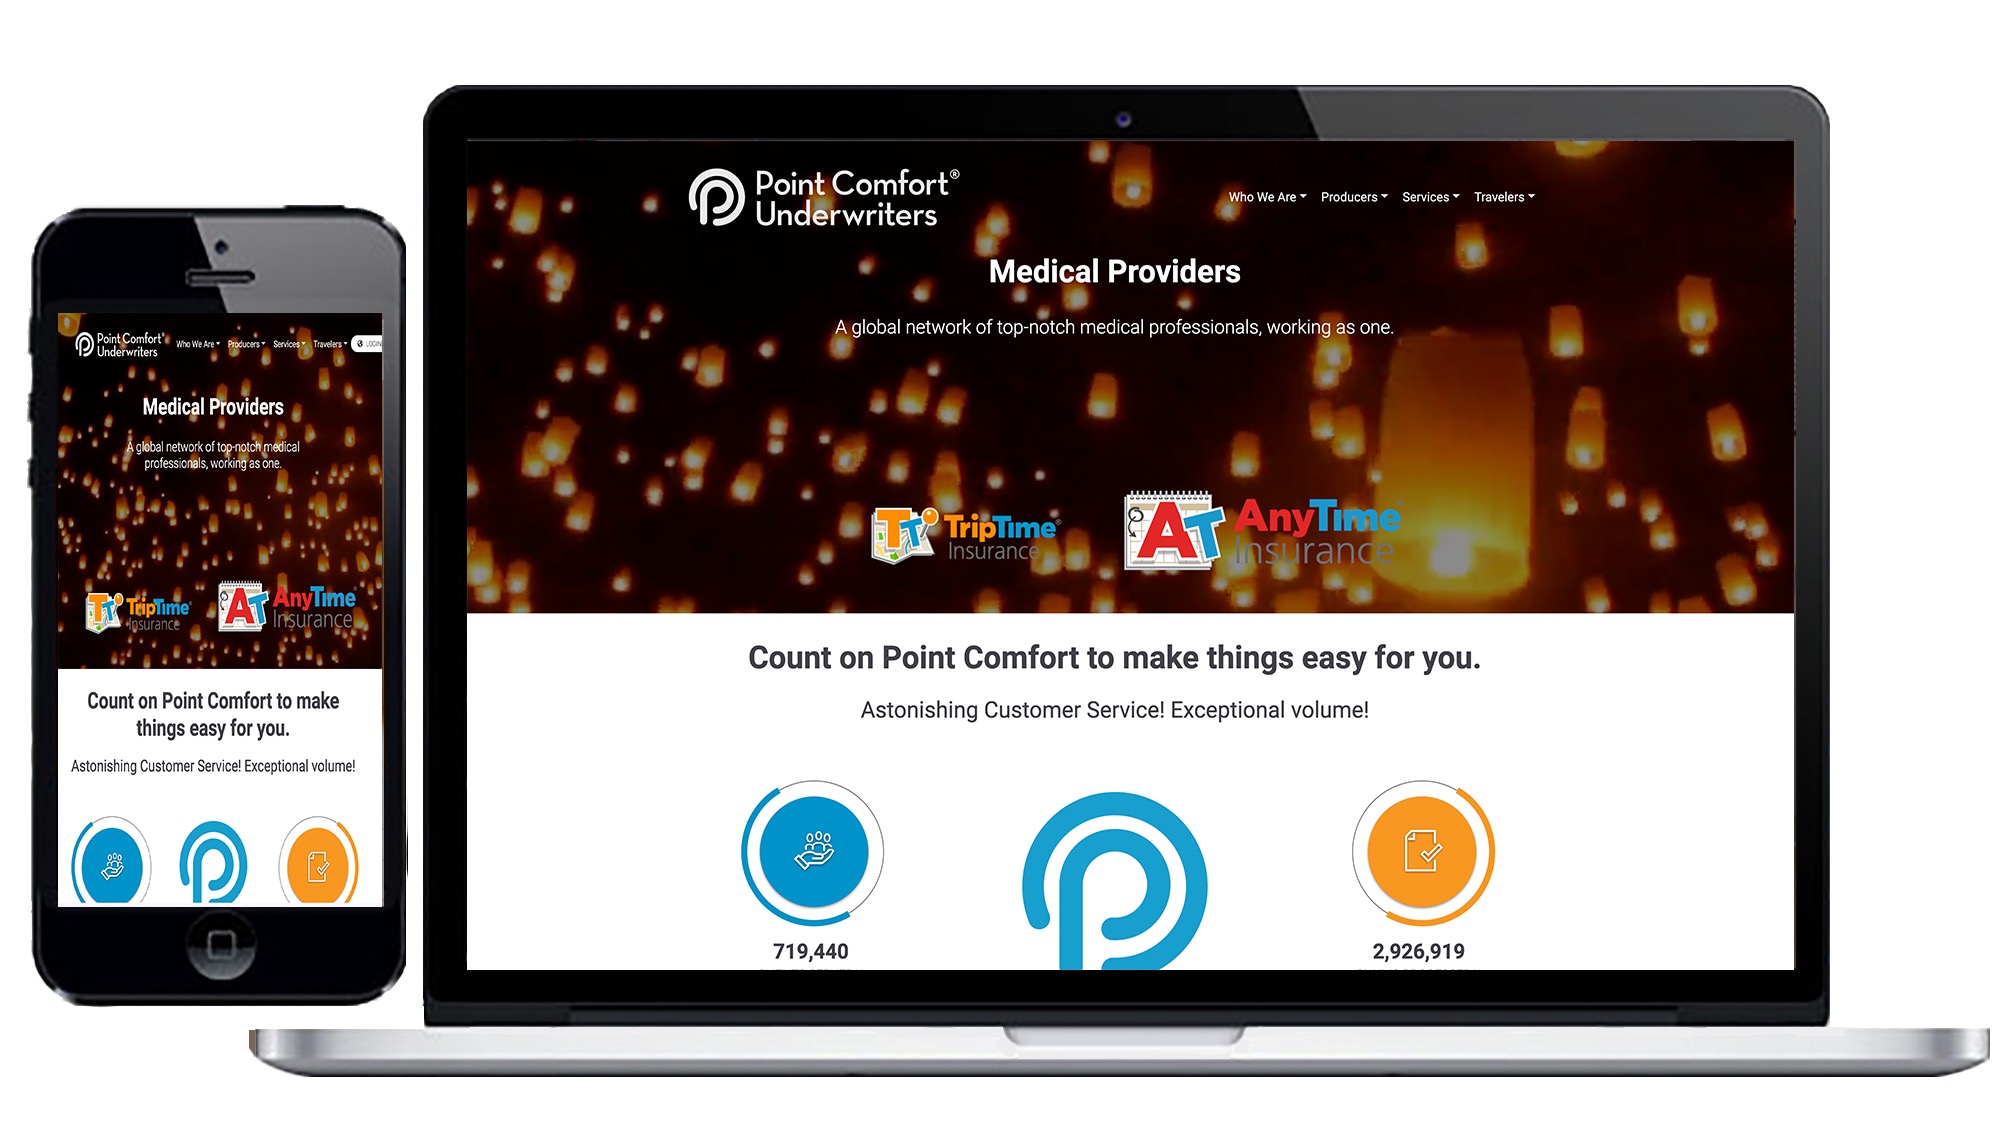 Point Comfort®
Underwriters
Who We Are Producers Services Travelers LOGIN
Medical Providers
A global network of top-notch medical
professionals, working as one.
TT TripTime®
Insurance
AT AnyTime
Insurance
Count on Point Comfort to make
things easy for you.
Astonishing Customer Service! Exceptional volume!
Point Comfort®
Underwriters
Who We Are Producers Services Travelers
Medical Providers
A global network of top-notch medical professionals, working as one.
TT TripTime®
Insurance
AT AnyTime
Insurance
Count on Point Comfort to make things easy for you.
Astonishing Customer Service! Exceptional volume!
719,440
2,926,919